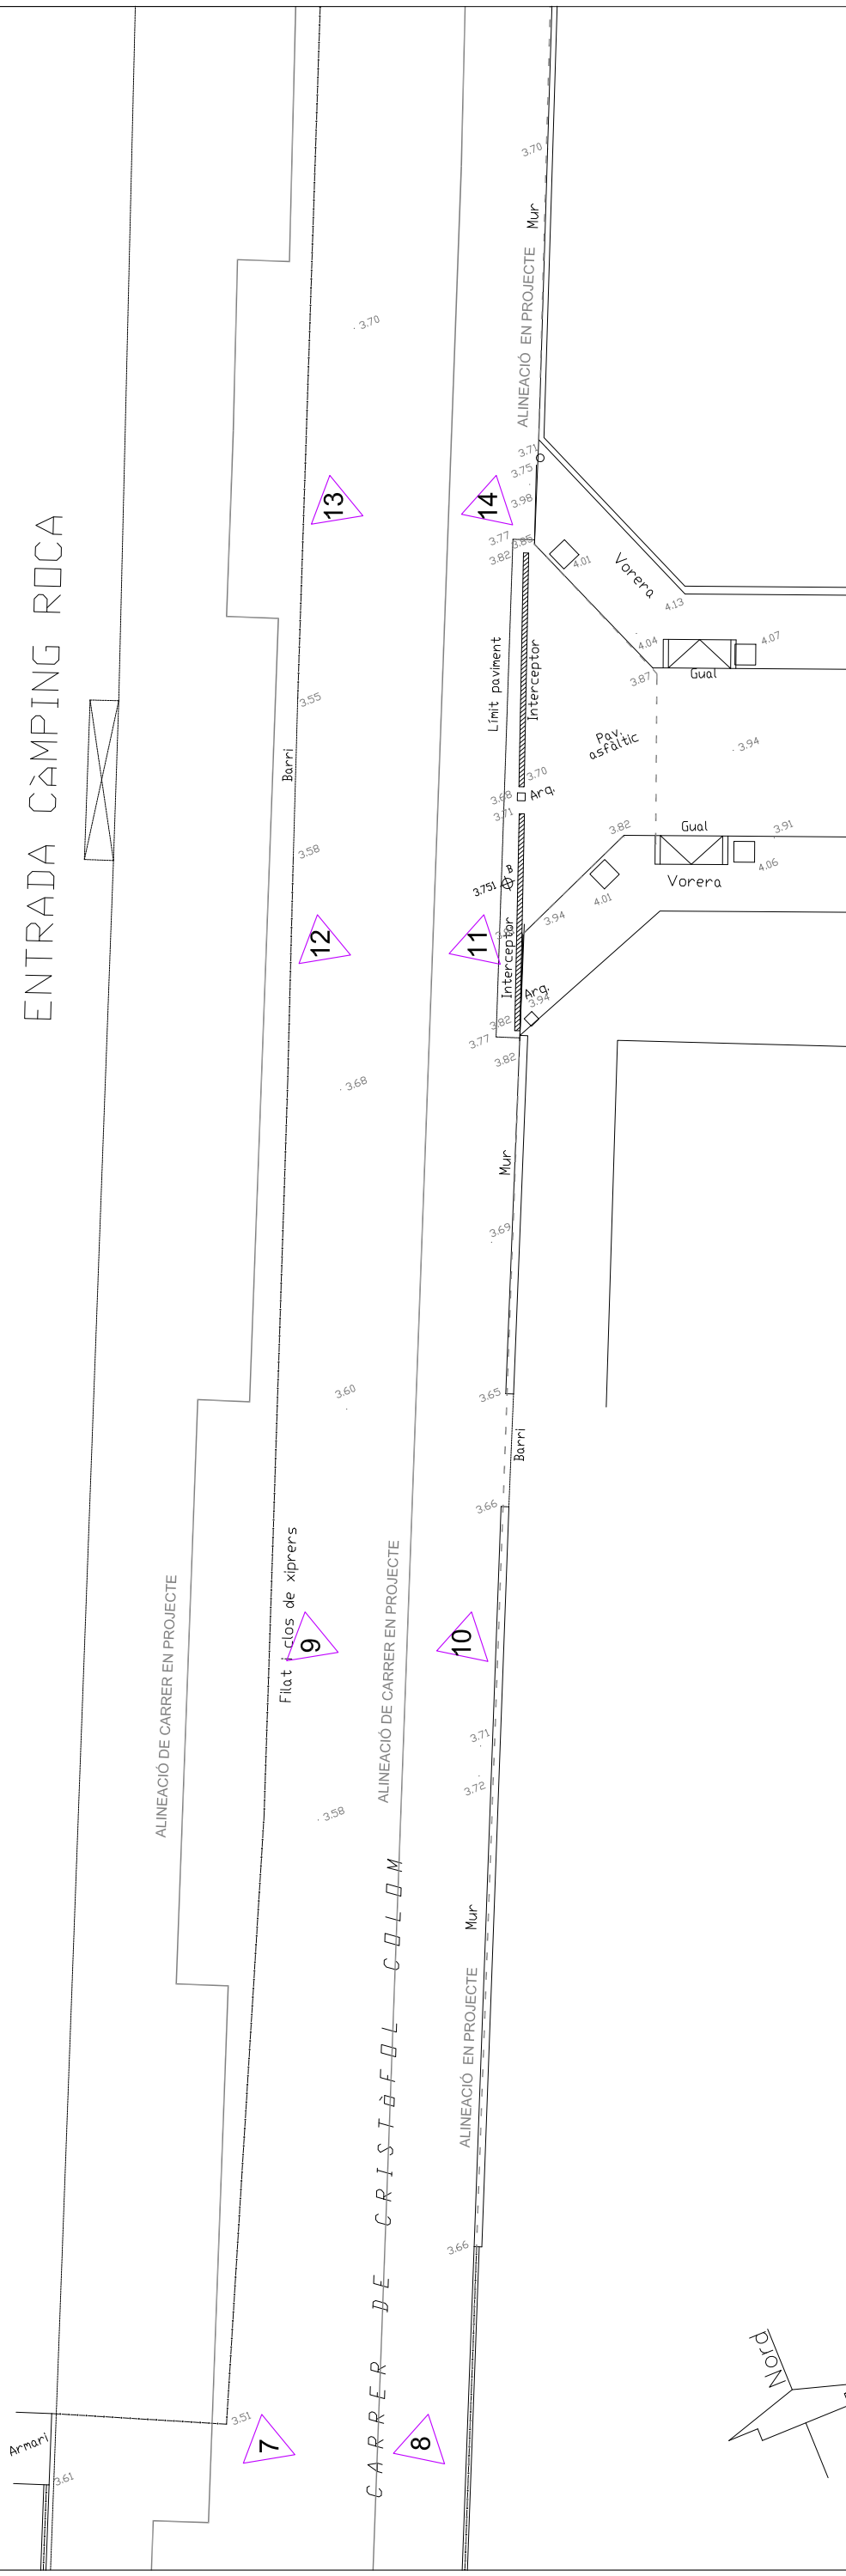 3.70
Mur
ALINEACIÓ EN PROJECTE
3.70
3.71
3.75
3.98
13
14
3.77
3.85
3.82
4.01
Vorera
4.13
4.04
4.07
Gual
3.87
ENTRADA CÀMPING ROCA
Límit paviment
Interceptor
3.55
Barri
Pav.
asfàltic
3.94
3.70
3.68
Arq.
3.71
3.82
Gual
3.91
3.58
4.06
Vorera
B
3.751
4.01
3.94
12
11
Interceptor
Arq.
3.94
3.82
3.77
3.82
3.68
Mur
3.69
3.60
3.65
Barri
3.66
Filat i clos de xiprers
ALINEACIÓ DE CARRER EN PROJECTE
ALINEACIÓ DE CARRER EN PROJECTE
9
10
3.71
3.72
3.58
Mur
CARRER DE CRISTÒFOL COLOM
ALINEACIÓ EN PROJECTE
3.66
Nord
3.51
7
8
Armari
3.61